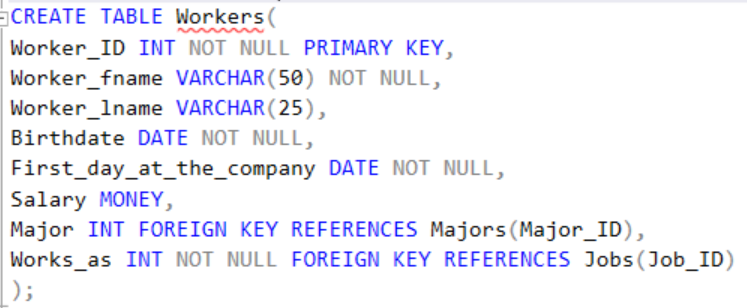 CREATE TABLE Workers(
Worker_ID INT NOT NULL PRIMARY KEY,
Worker_fname VARCHAR(50) NOT NULL,
Worker_lname VARCHAR(25),
Birthdate DATE NOT NULL,
First_day_at_the_company DATE NOT NULL,
Salary MONEY,
Major INT FOREIGN KEY REFERENCES Majors(Major_ID),
Works_as INT NOT NULL FOREIGN KEY REFERENCES Jobs(Job_ID)
);